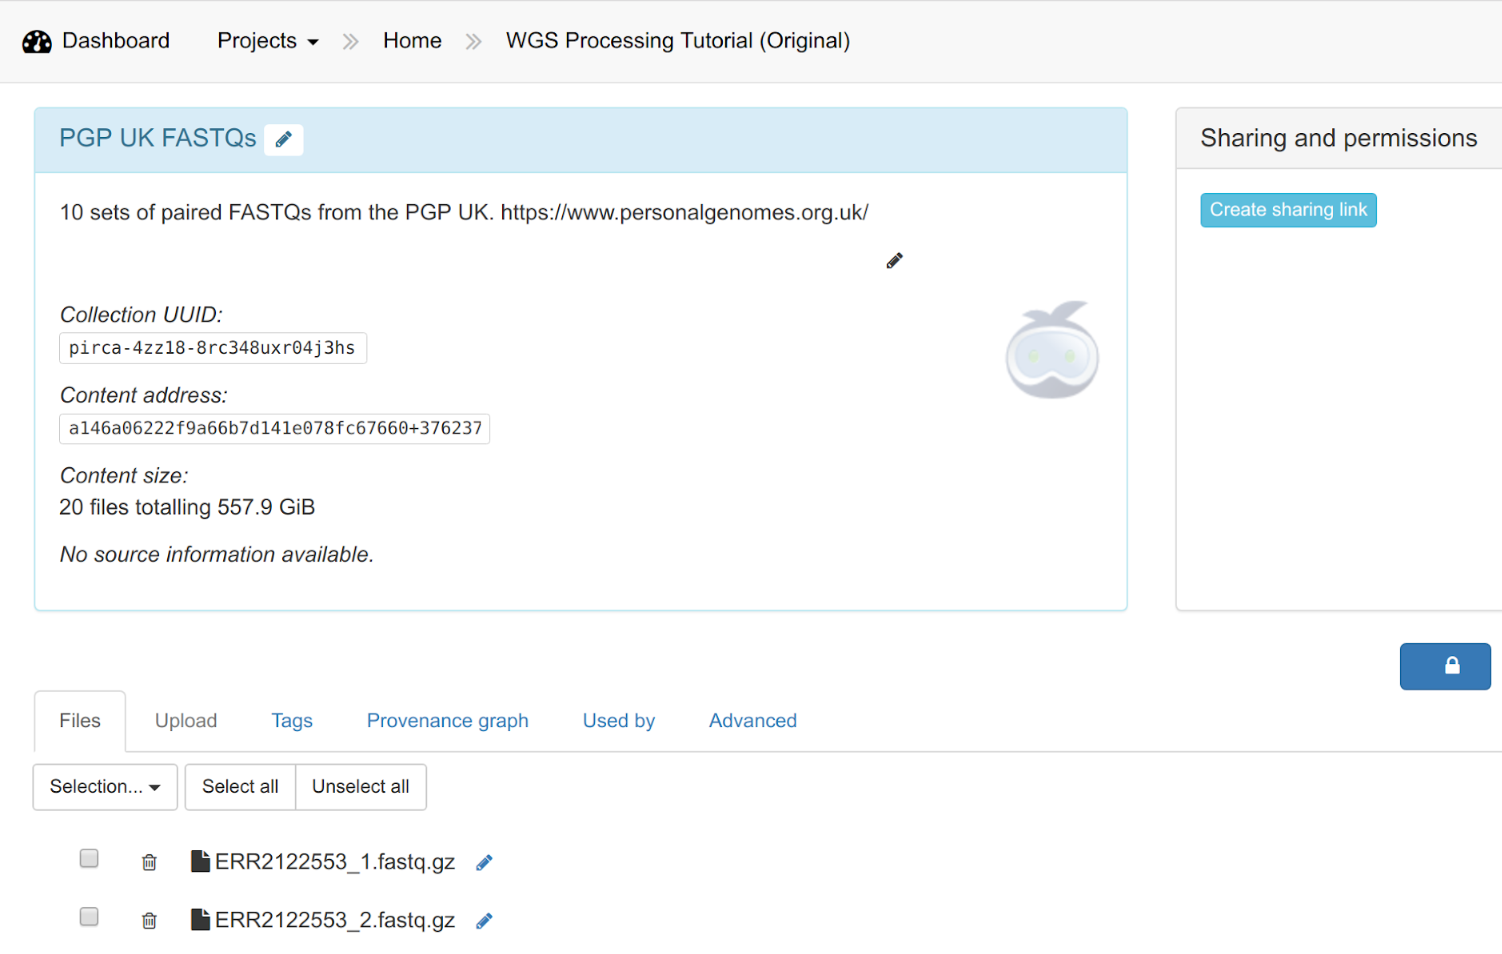 Dashboard Projects Home WGS Processing Tutorial (Original)
PGP UK FASTQs
10 sets of paired FASTQs from the PGP UK. https://www.personalgenomes.org.uk/
Collection UUID:
pirca-4zz18-8rc348uxr04j3hs
Content address:
a146a06222f9a66b7d141e078fc67660+376237
Content size:
20 files totalling 557.9 GiB
No source information available.
Sharing and permissions
Create sharing link
Files Upload Tags Provenance graph Used by Advanced
Selection... Select all Unselect all
ERR2122553_1.fastq.gz
ERR2122553_2.fastq.gz